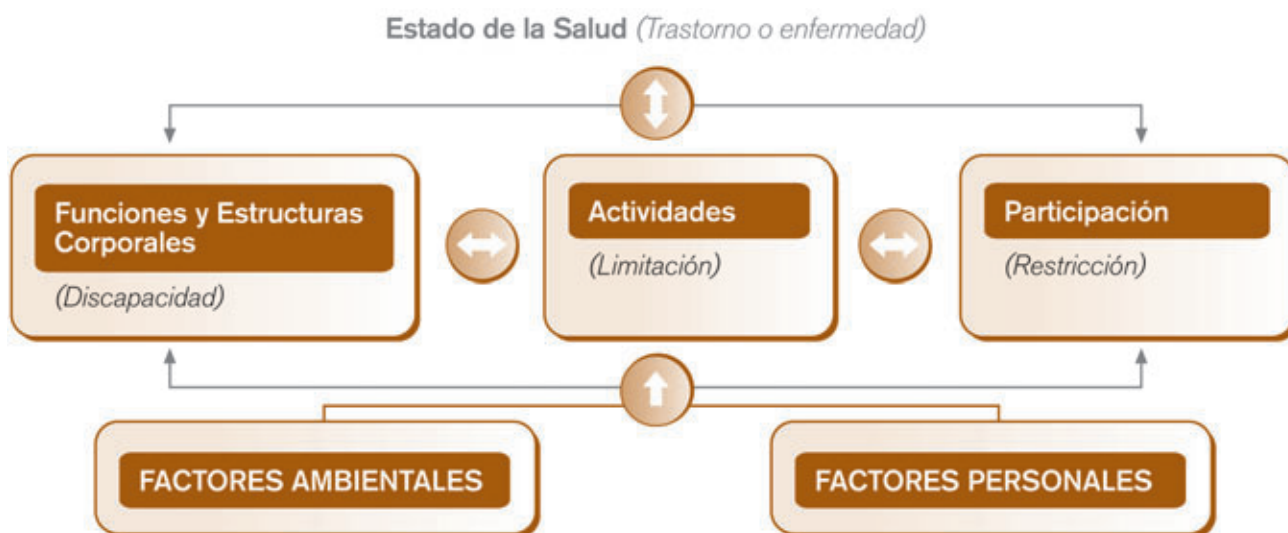 Estado de la Salud (Trastorno o enfermedad)
Funciones y Estructuras
Corporales
(Discapacidad)
Actividades
(Limitación)
Participación
(Restricción)
FACTORES AMBIENTALES
FACTORES PERSONALES